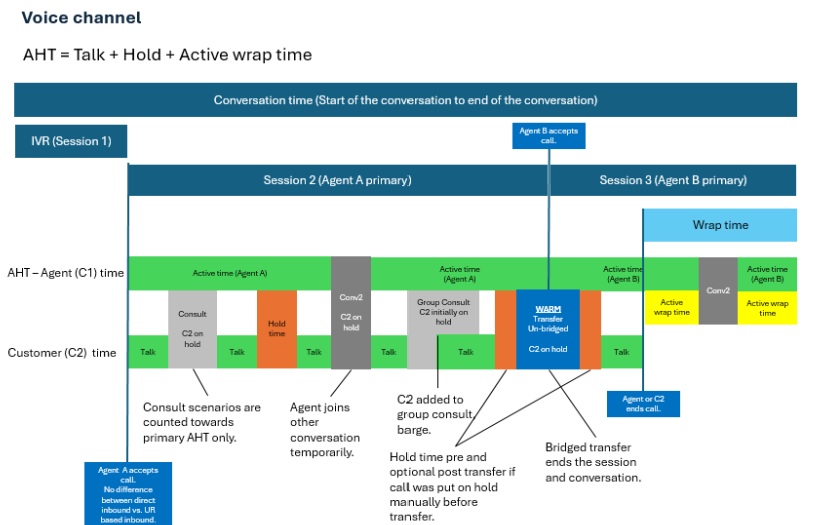 Voice channel
AHT = Talk + Hold + Active wrap time
Conversation time (Start of the conversation to end of the conversation)
IVR (Session 1)
Agent B accepts
call.
Session 2 (Agent A primary)
Session 3 (Agent B primary)
Wrap time
AHT – Agent (C1) time
Active time (Agent A)
Conv2
C2 on
hold
Active time
(Agent A)
Active time
(Agent B)
Conv2
Active time
(Agent B)
Consult
C2 on
hold
Hold
time
Group Consult
C2 initially on
hold
WARM
Transfer
Un-bridged
C2 on hold
Active
wrap time
Active wrap
time
Customer (C2) time
Talk
Talk
Talk
Talk
Talk
Talk
Consult scenarios are
counted towards
primary AHT only.
Agent joins
other
conversation
temporarily.
C2 added to
group consult,
barge.
Hold time pre and
optional post transfer if
call was put on hold
manually before
transfer.
Bridged transfer
ends the session
and conversation.
Agent or C2
ends call.
Agent A accepts
call.
No difference
between direct
inbound vs. UR
based inbound.